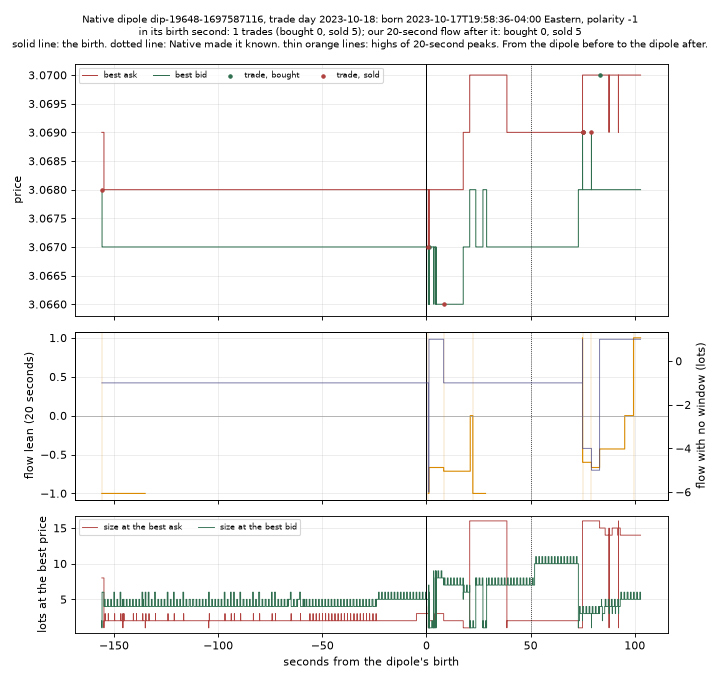 Native dipole dip-19648-1697587116, trade day 2023-10-18: born 2023-10-17T19:58:36-04:00 Eastern, polarity -1
in its birth second: 1 trades (bought 0, sold 5); our 20-second flow after it: bought 0, sold 5
solid line: the birth. dotted line: Native made it known. thin orange lines: highs of 20-second peaks. From the dipole before to the dipole after.
best ask best bid trade, bought trade, sold
3.0700
3.0695
3.0690
3.0685
3.0680
3.0675
3.0670
3.0665
3.0660
price
1.0
0.5
0.0
−0.5
−1.0
flow lean (20 seconds)
0
−2
−4
−6
flow with no window (lots)
size at the best ask size at the best bid
15
10
5
lots at the best price
−150 −100 −50 0 50 100
seconds from the dipole's birth